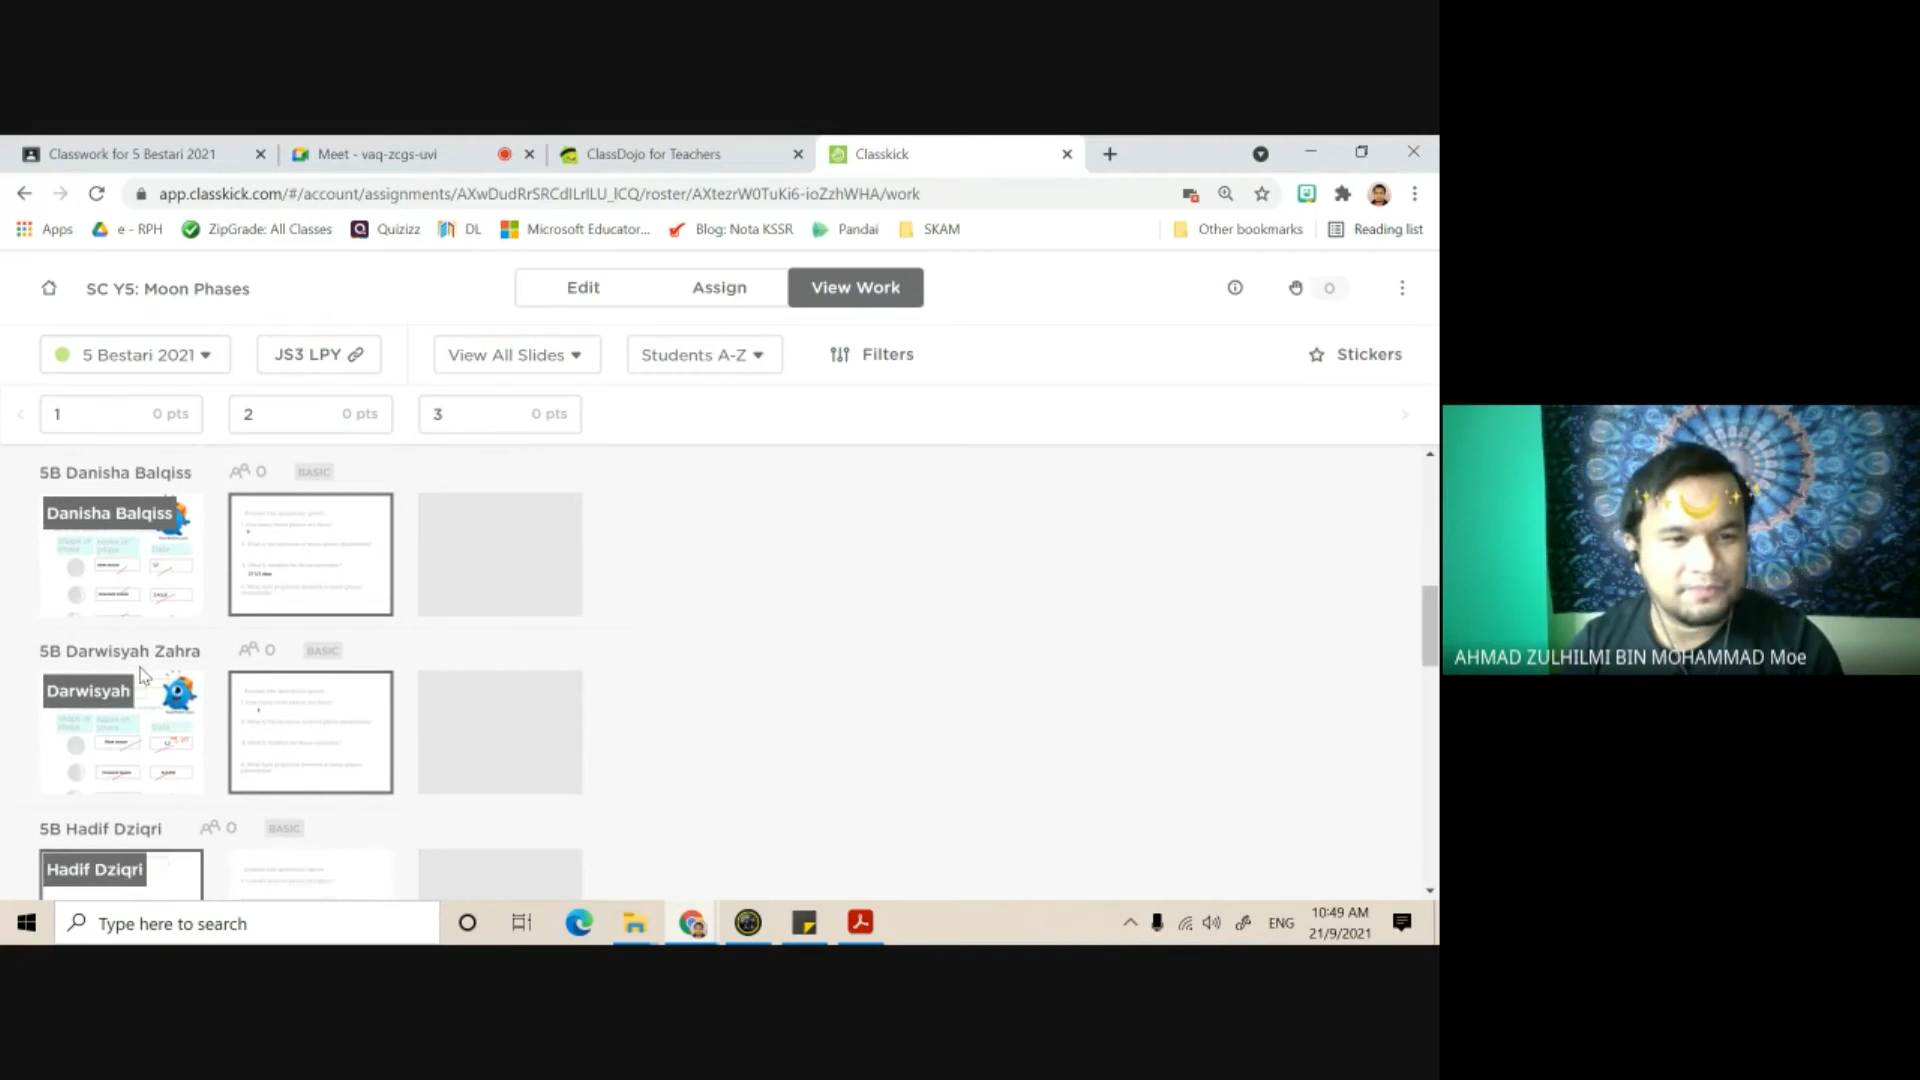 Classwork for 5 Bestari 2021
Meet - vaq-zcgs-uvi
ClassDojo for Teachers
Classkick
app.classkick.com/#/account/assignments/AXwDudRrSRCdILrlLU_lCQ/roster/AXtezrW0TuKi6-ioZzhWHA/work
Apps
e - RPH
ZipGrade: All Classes
Quizizz
DL
Microsoft Educator...
Blog: Nota KSSR
Pandai
SKAM
Other bookmarks
Reading list
SC Y5: Moon Phases
Edit
Assign
View Work
0
5 Bestari 2021
JS3 LPY
View All Slides
Students A-Z
Filters
Stickers
1 0 pts
2 0 pts
3 0 pts
5B Danisha Balqiss 0 BASIC
Danisha Balqiss
5B Darwisyah Zahra 0 BASIC
Darwisyah
5B Hadif Dziqri 0 BASIC
Hadif Dziqri
AHMAD ZULHILMI BIN MOHAMMAD Moe
Type here to search
ENG
10:49 AM
21/9/2021